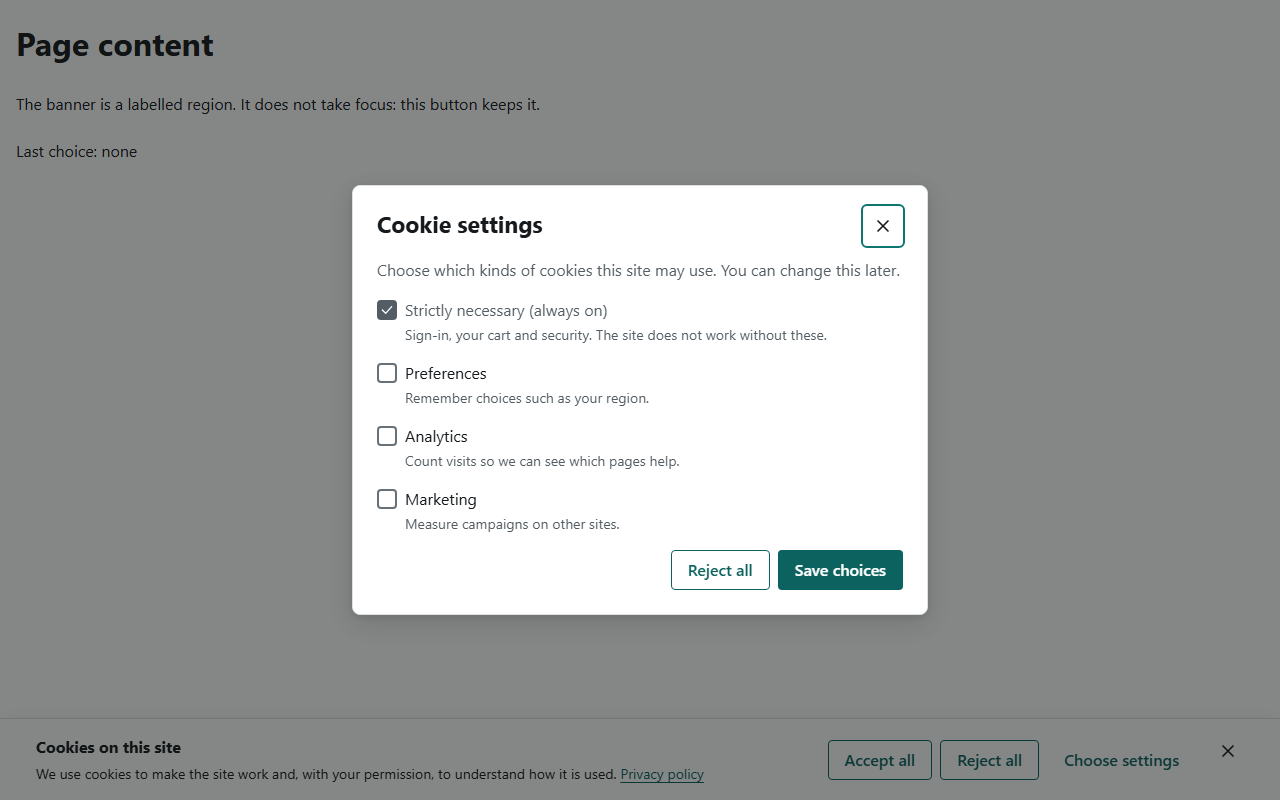 Page content
The banner is a labelled region. It does not take focus: this button keeps it.
Last choice: none
Cookie settings
Choose which kinds of cookies this site may use. You can change this later.
Strictly necessary (always on)
Sign-in, your cart and security. The site does not work without these.
Preferences
Remember choices such as your region.
Analytics
Count visits so we can see which pages help.
Marketing
Measure campaigns on other sites.
Reject all Save choices
Cookies on this site
We use cookies to make the site work and, with your permission, to understand how it is used. Privacy policy
Accept all Reject all Choose settings